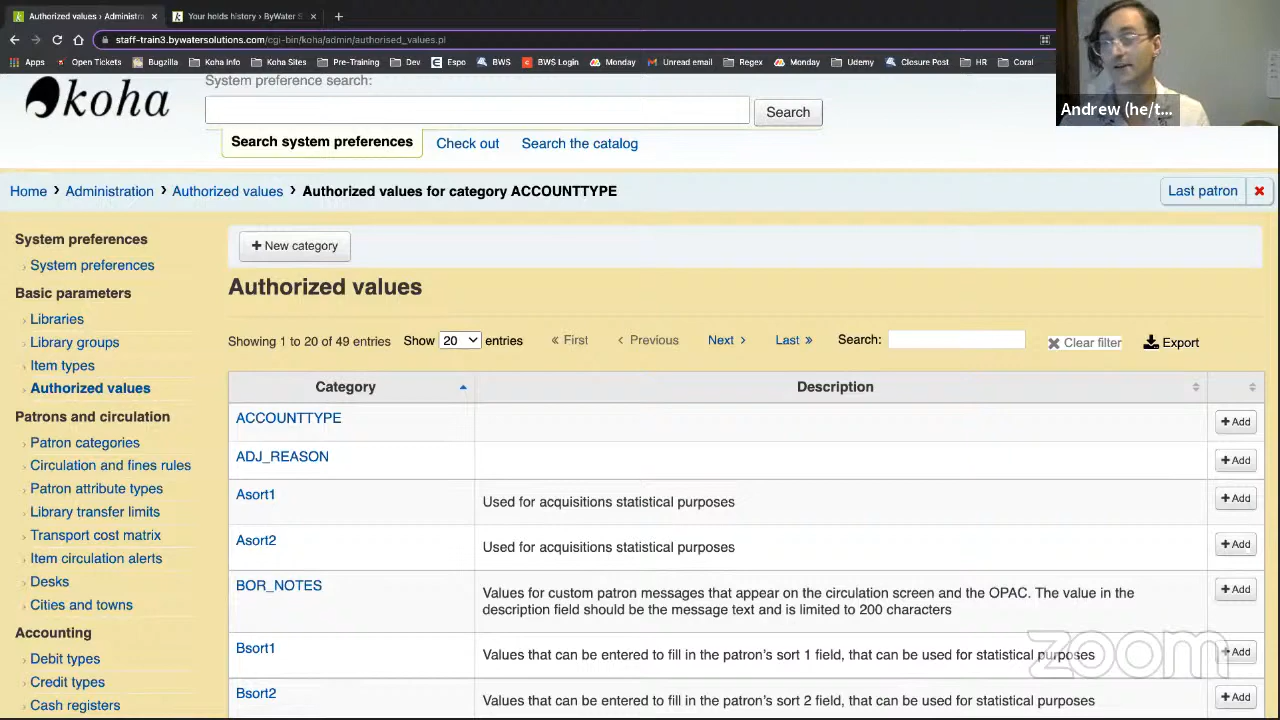 Authorized values › Administra
Your holds history › ByWater S
staff-train3.bywatersolutions.com/cgi-bin/koha/admin/authorised_values.pl
Apps
Open Tickets
Bugzilla
Koha Info
Koha Sites
Pre-Training
Dev
Espo
BWS
BWS Login
Monday
Unread email
Regex
Monday
Udemy
Closure Post
HR
Coral
Andrew (he/t...
koha
System preference search:
Search
Search system preferences
Check out
Search the catalog
Home › Administration › Authorized values › Authorized values for category ACCOUNTTYPE
Last patron
System preferences
System preferences
Basic parameters
Libraries
Library groups
Item types
Authorized values
Patrons and circulation
Patron categories
Circulation and fines rules
Patron attribute types
Library transfer limits
Transport cost matrix
Item circulation alerts
Desks
Cities and towns
Accounting
Debit types
Credit types
Cash registers
+ New category
Authorized values
Showing 1 to 20 of 49 entries Show 20 entries « First ‹ Previous Next › Last » Search: Clear filter Export
Category Description
ACCOUNTTYPE + Add
ADJ_REASON + Add
Asort1 Used for acquisitions statistical purposes + Add
Asort2 Used for acquisitions statistical purposes + Add
BOR_NOTES Values for custom patron messages that appear on the circulation screen and the OPAC. The value in the + Add
description field should be the message text and is limited to 200 characters
Bsort1 Values that can be entered to fill in the patron's sort 1 field, that can be used for statistical purposes + Add
Bsort2 Values that can be entered to fill in the patron's sort 2 field, that can be used for statistical purposes + Add
zoom